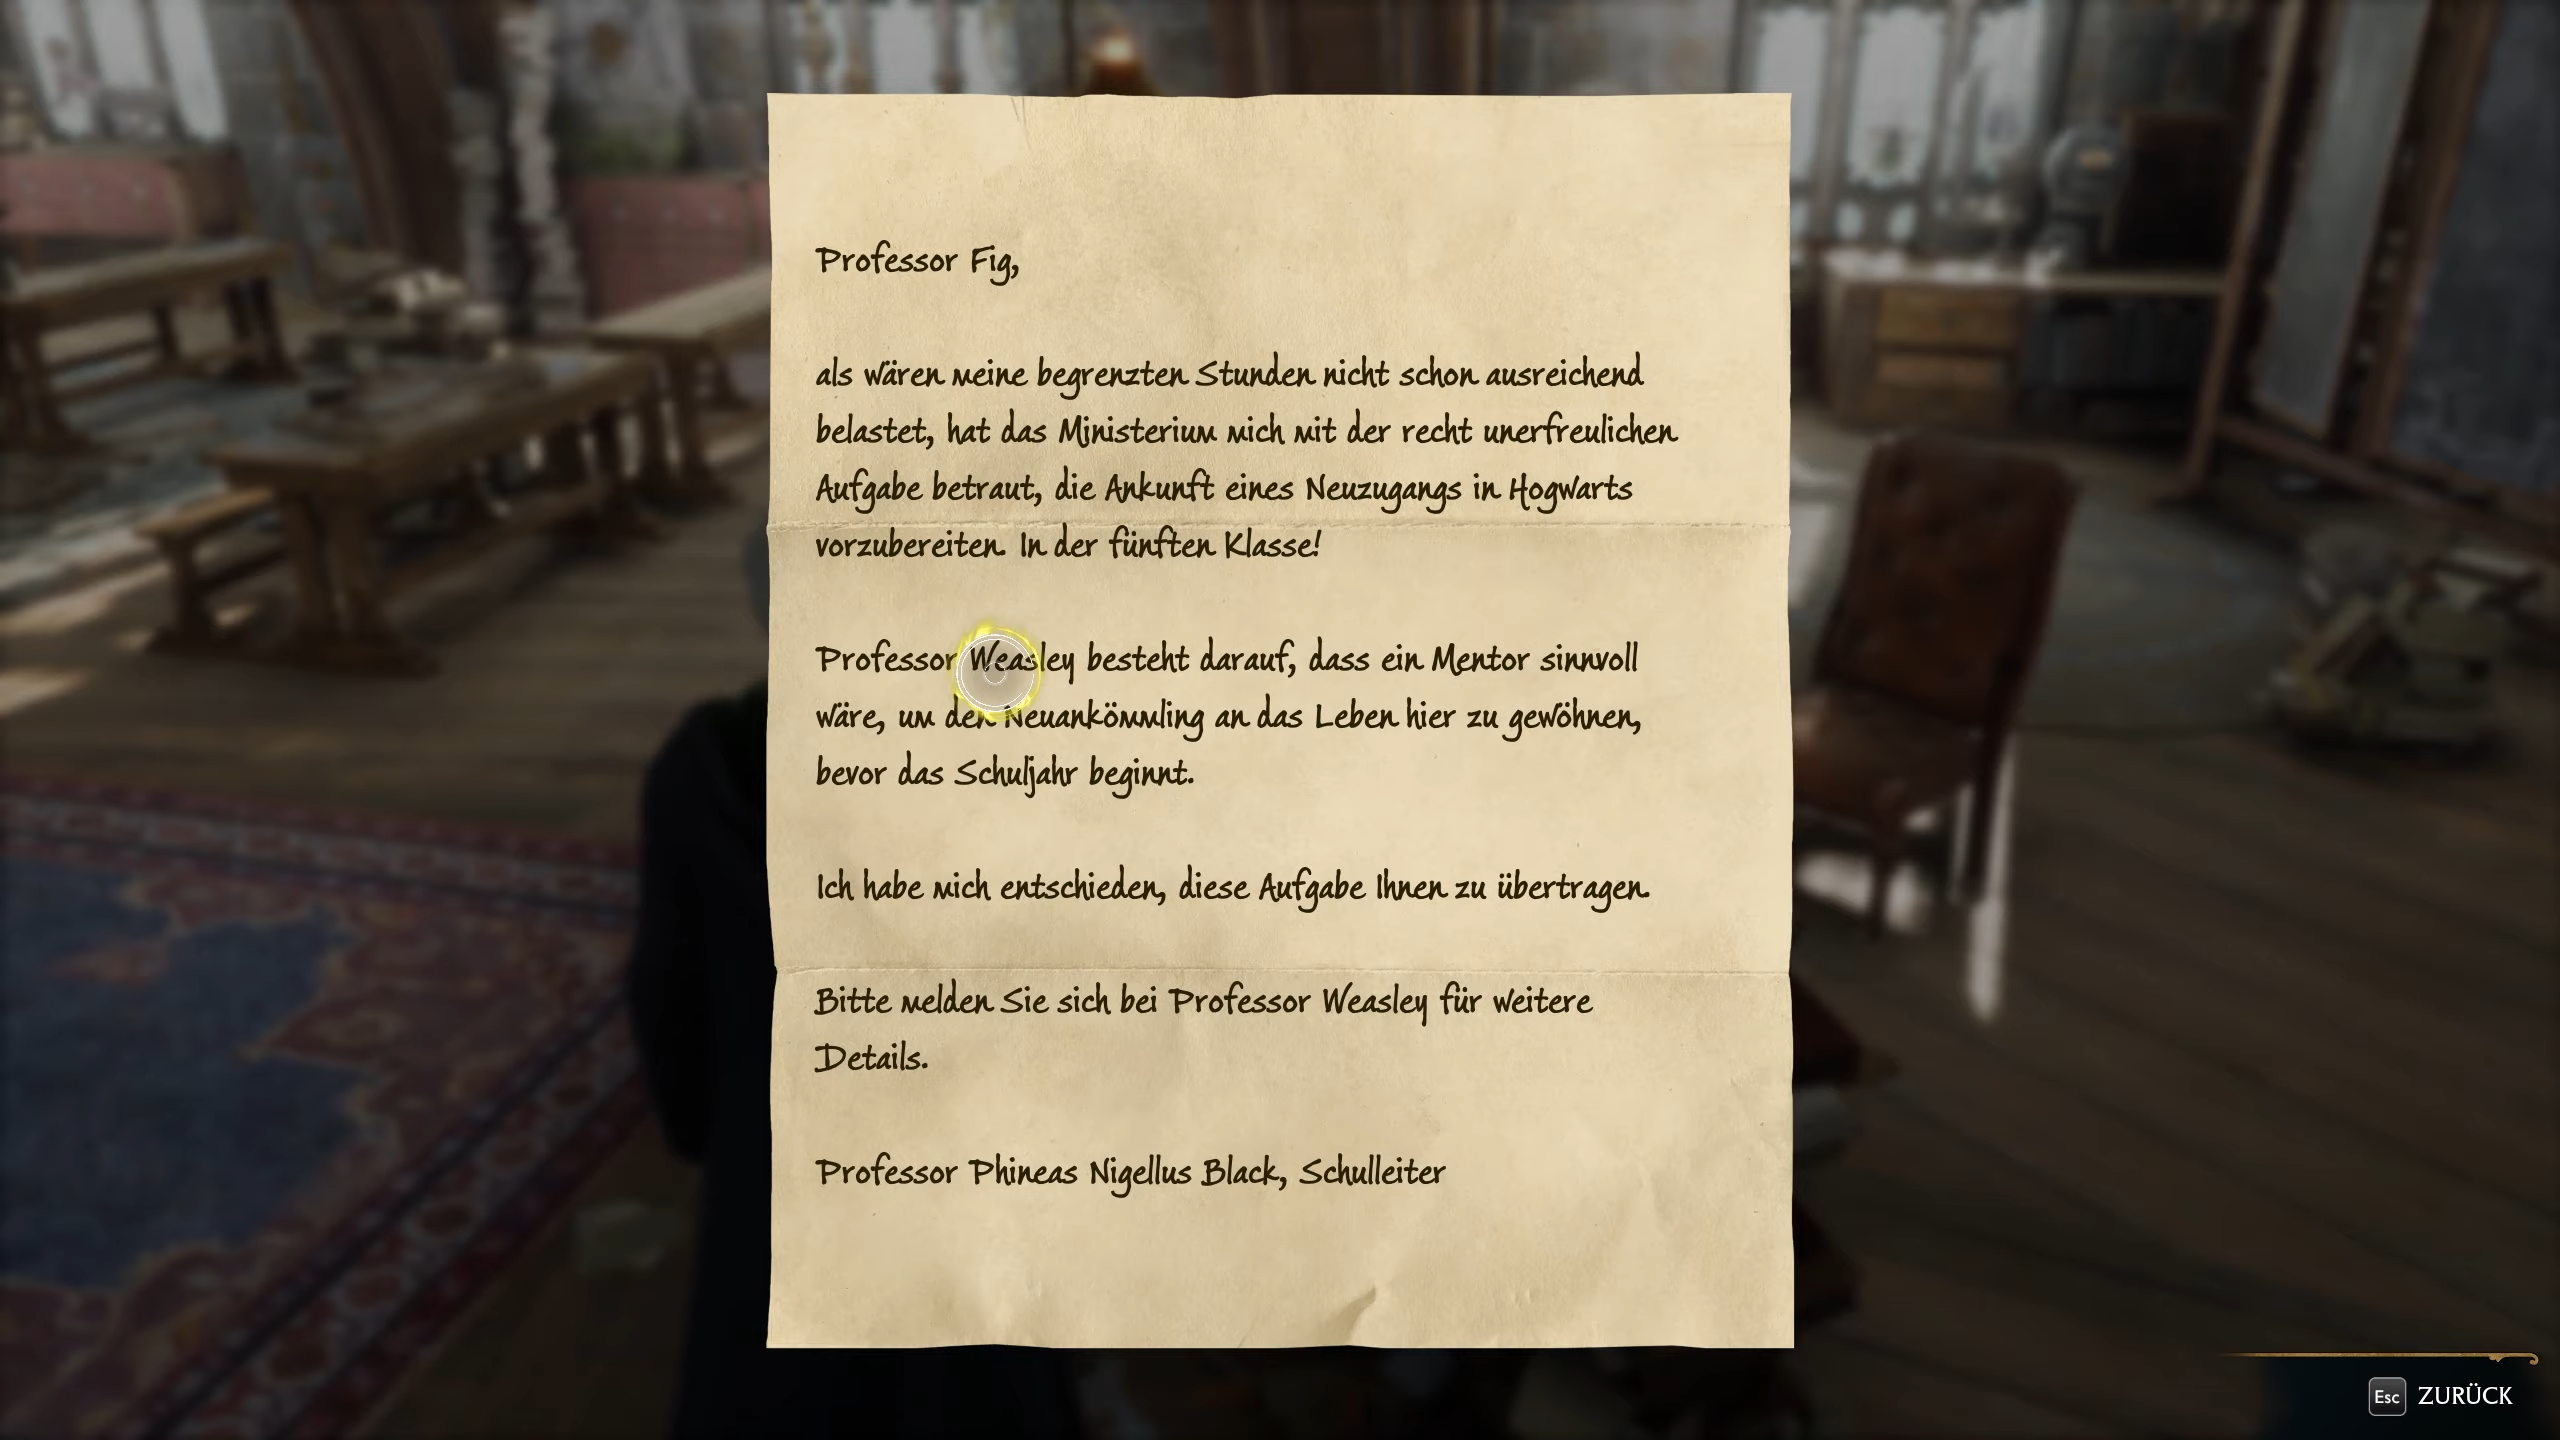 Professor Fig,
als wären meine begrenzten Stunden nicht schon ausreichend
belastet, hat das Ministerium mich mit der recht unerfreulichen
Aufgabe betraut, die Ankunft eines Neuzugangs in Hogwarts
vorzubereiten. In der fünften Klasse!
Professor Weasley besteht darauf, dass ein Mentor sinnvoll
wäre, um den Neuankömmling an das Leben hier zu gewöhnen,
bevor das Schuljahr beginnt.
Ich habe mich entschieden, diese Aufgabe Ihnen zu übertragen.
Bitte melden Sie sich bei Professor Weasley für weitere
Details.
Professor Phineas Nigellus Black, Schulleiter
Esc ZURÜCK